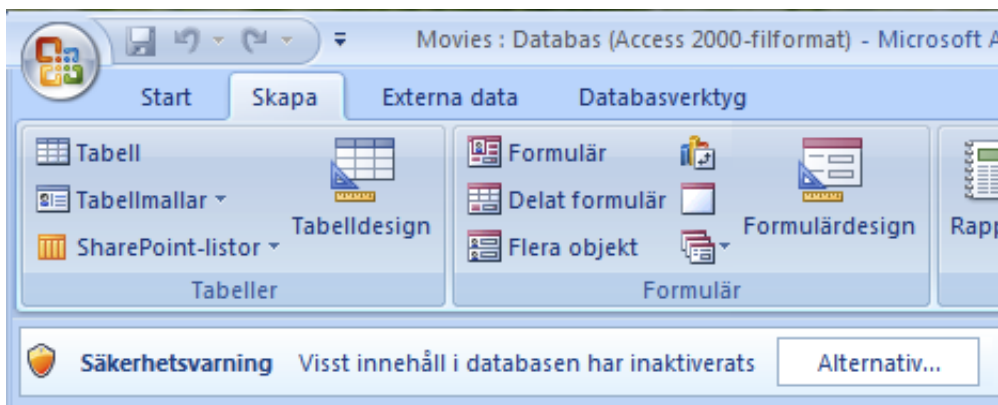 Movies : Databas (Access 2000-filformat) - Microsoft A
Start Skapa Externa data Databasverktyg
Tabell
Tabellmallar
SharePoint-listor
Tabelldesign
Tabeller
Formulär
Delat formulär
Flera objekt
Formulärdesign
Formulär
Rapp
Säkerhetsvarning Visst innehåll i databasen har inaktiverats Alternativ...